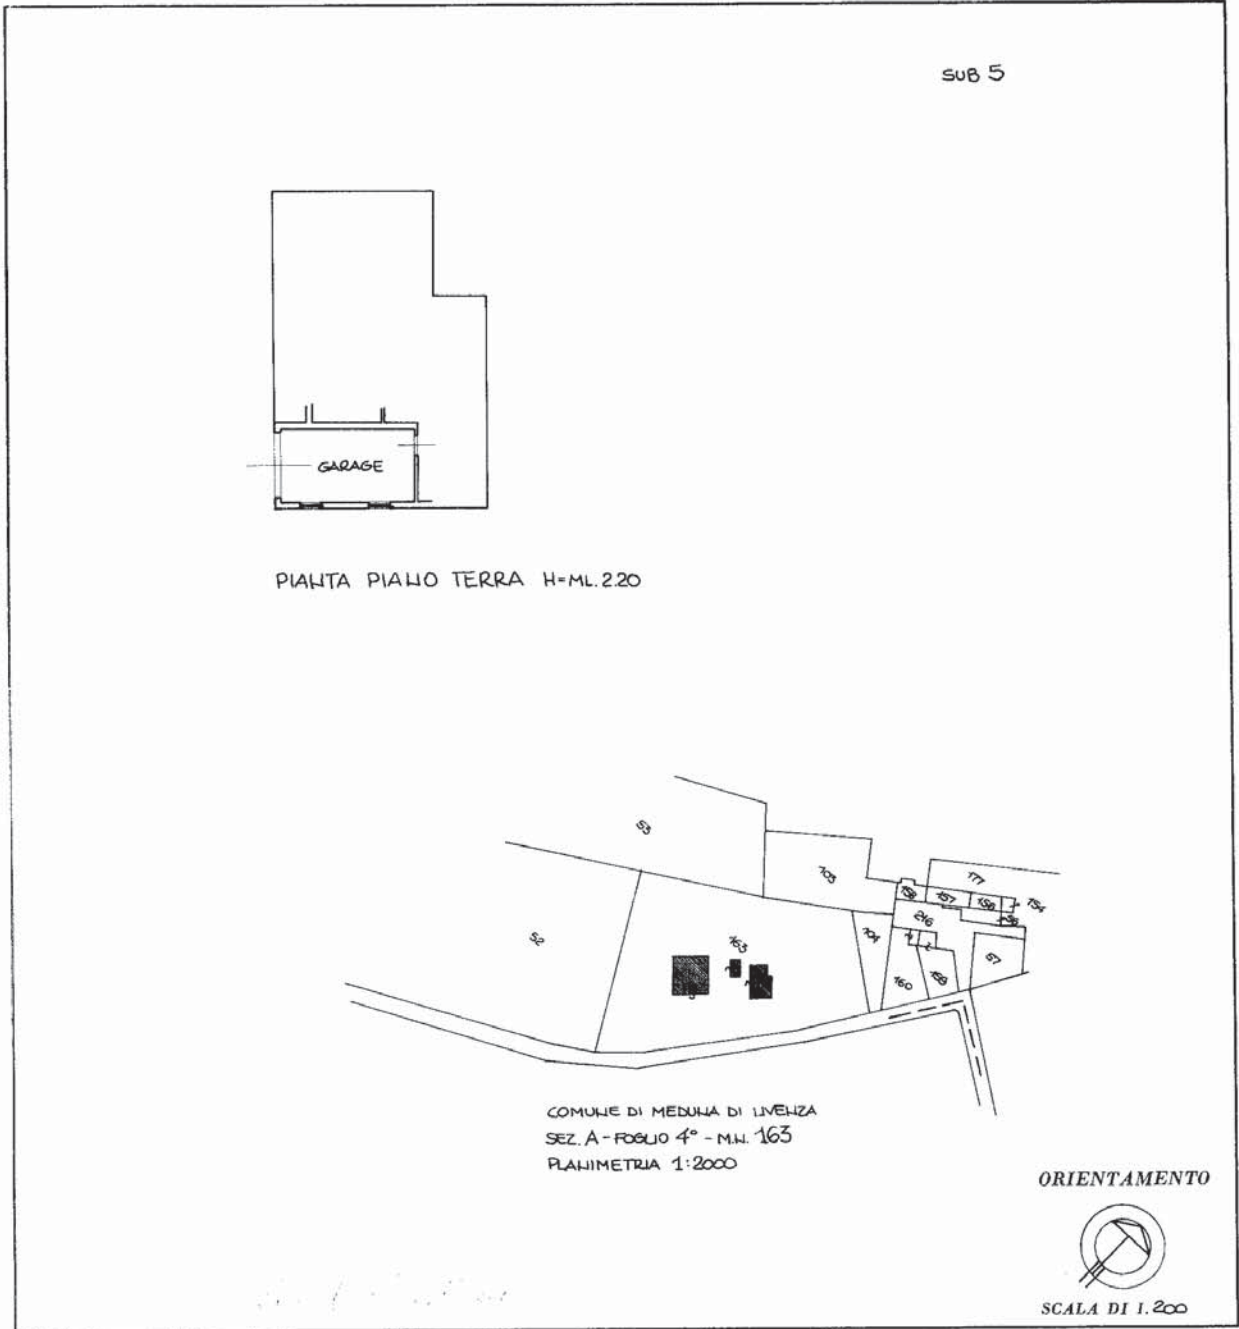 SUB 5
GARAGE
PIANTA PIANO TERRA H=ML.2.20
53
103
177
158
157
156
154
216
52
163
104
160
159
57
COMUNE DI MEDUNA DI LIVENZA
SEZ. A - FOGLIO 4° - M.N. 163
PLANIMETRIA 1:2000
ORIENTAMENTO
SCALA DI 1.200